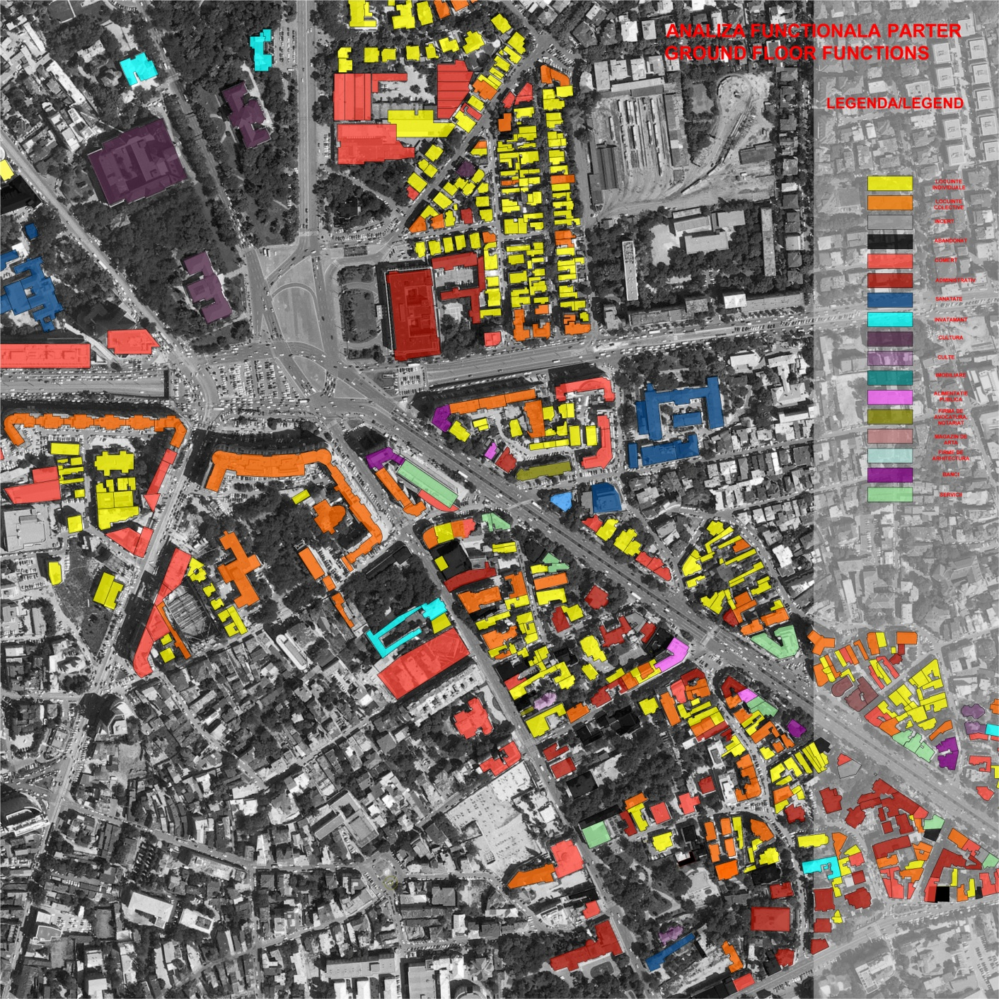 ANALIZA FUNCTIONALA PARTER
GROUND FLOOR FUNCTIONS
LEGENDA/LEGEND
LOCUINTE
INDIVIDUALE
LOCUINTE
COLECTIVE
INCERT
ABANDONAT
COMERT
ADMINISTRATIV
SANATATE
INVATAMANT
CULTURA
CULTE
IMOBILIARE
ALIMENTATIE
PUBLICA
FIRMA DE
AVOCATURA,
NOTARIAT
MAGAZIN DE
ARTA
FIRME DE
ARHITECTURA
BANCI
SERVICII